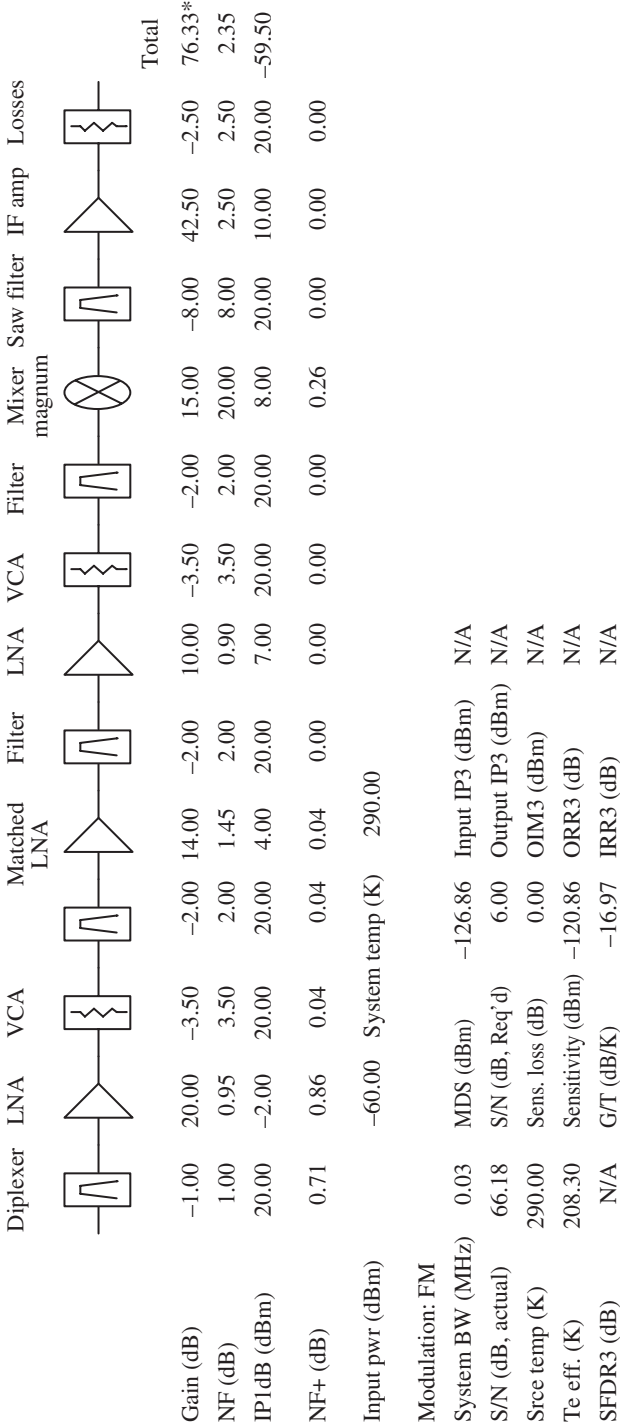 Diplexer LNA VCA Matched LNA Filter LNA VCA Filter Mixer magnum Saw filter IF amp Losses
Total
Gain (dB) −1.00 20.00 −3.50 −2.00 14.00 −2.00 10.00 −3.50 −2.00 15.00 −8.00 42.50 −2.50 76.33*
NF (dB) 1.00 0.95 3.50 2.00 1.45 2.00 0.90 3.50 2.00 20.00 8.00 2.50 2.50 2.35
IP1dB (dBm) 20.00 −2.00 20.00 20.00 4.00 20.00 7.00 20.00 20.00 8.00 20.00 10.00 20.00 −59.50
NF+ (dB) 0.71 0.86 0.04 0.04 0.04 0.00 0.00 0.00 0.00 0.26 0.00 0.00 0.00
Input pwr (dBm) −60.00 System temp (K) 290.00
Modulation: FM
System BW (MHz) 0.03 MDS (dBm) −126.86 Input IP3 (dBm) N/A
S/N (dB, actual) 66.18 S/N (dB, Req'd) 6.00 Output IP3 (dBm) N/A
Srce temp (K) 290.00 Sens. loss (dB) 0.00 OIM3 (dBm) N/A
Te eff. (K) 208.30 Sensitivity (dBm) −120.86 ORR3 (dB) N/A
SFDR3 (dB) N/A G/T (dB/K) −16.97 IRR3 (dB) N/A